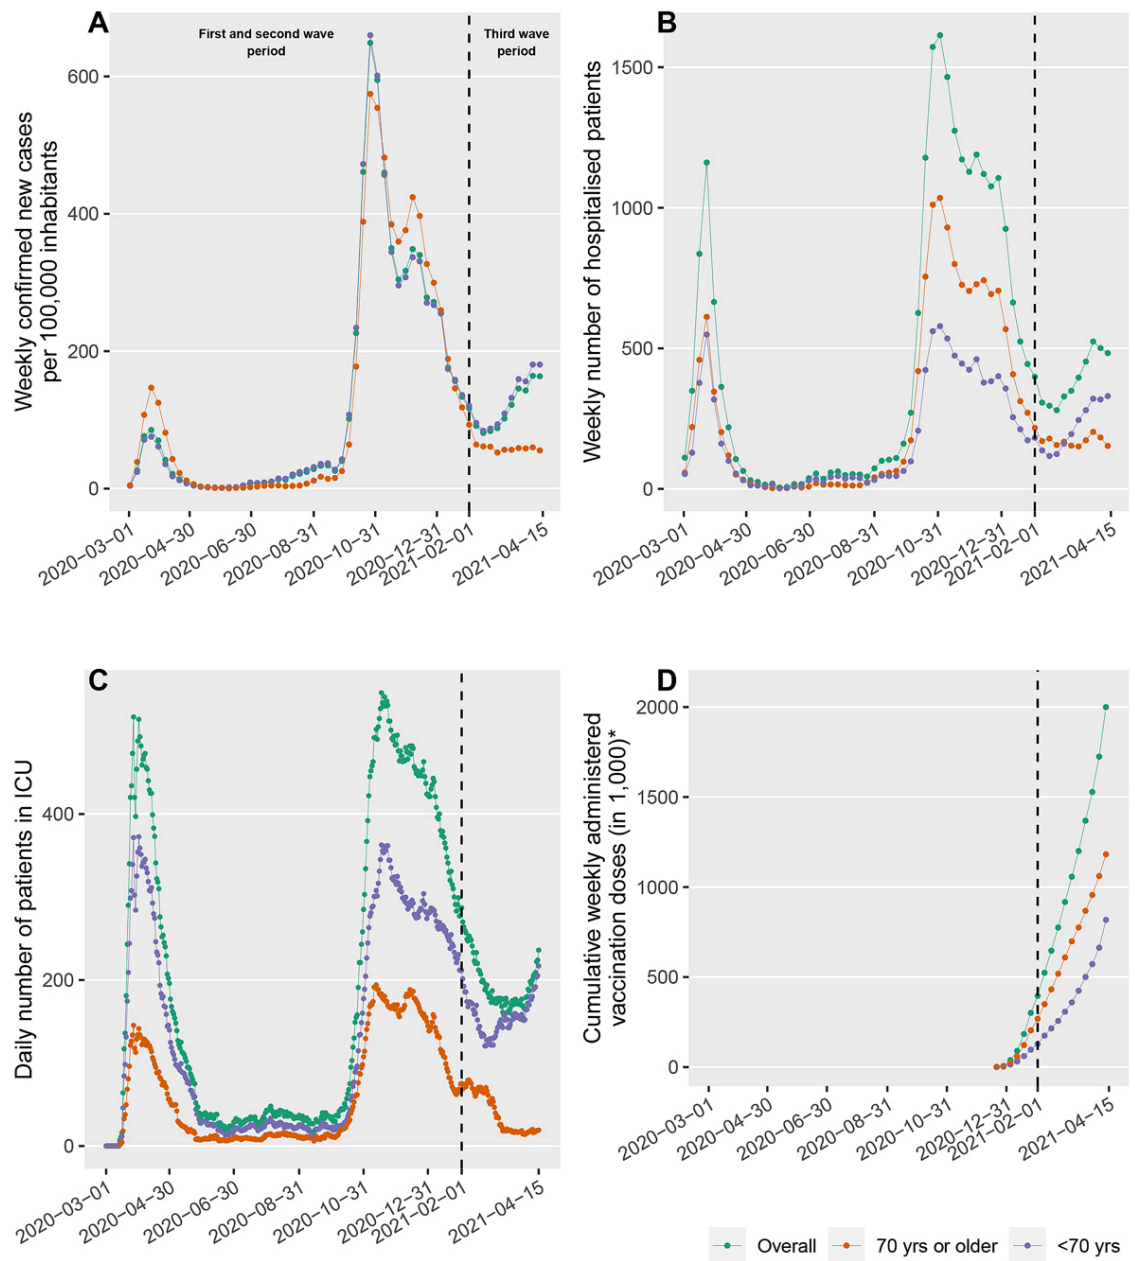 A
First and second wave
period
Third wave
period
Weekly confirmed new cases
per 100,000 inhabitants
600
400
200
0
2020−03−01
2020−04−30
2020−06−30
2020−08−31
2020−10−31
2020−12−31
2021−02−01
2021−04−15
B
Weekly number of hospitalised patients
1500
1000
500
0
2020−03−01
2020−04−30
2020−06−30
2020−08−31
2020−10−31
2020−12−31
2021−02−01
2021−04−15
C
Daily number of patients in ICU
400
200
0
2020−03−01
2020−04−30
2020−06−30
2020−08−31
2020−10−31
2020−12−31
2021−02−01
2021−04−15
D
Cumulative weekly administered
vaccination doses (in 1,000)*
2000
1500
1000
500
0
2020−03−01
2020−04−30
2020−06−30
2020−08−31
2020−10−31
2020−12−31
2021−02−01
2021−04−15
Overall
70 yrs or older
<70 yrs